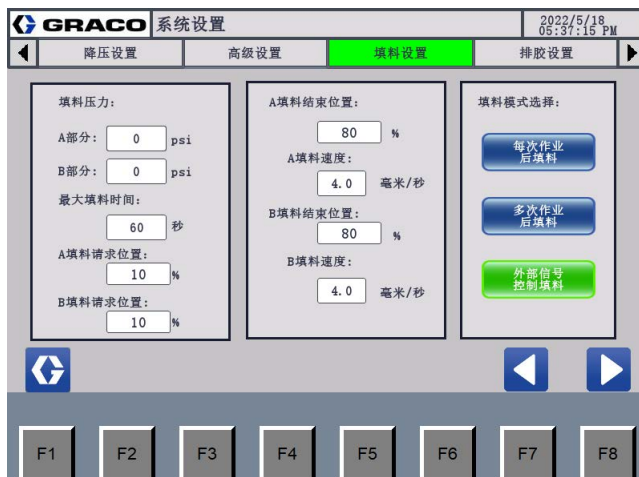 GRACO 系统设置
2022/5/18
05:37:15 PM
降压设置 高级设置 填料设置 排胶设置
填料压力:
A部分: 0 psi
B部分: 0 psi
最大填料时间:
60 秒
A填料请求位置:
10 %
B填料请求位置:
10 %
A填料结束位置:
80 %
A填料速度:
4.0 毫米/秒
B填料结束位置:
80 %
B填料速度:
4.0 毫米/秒
填料模式选择:
每次作业
后填料
多次作业
后填料
外部信号
控制填料
F1 F2 F3 F4 F5 F6 F7 F8